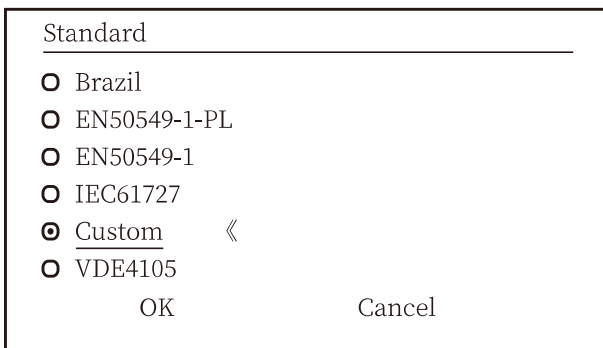 Standard
Brazil
EN50549-1-PL
EN50549-1
IEC61727
Custom 《
VDE4105
OK Cancel